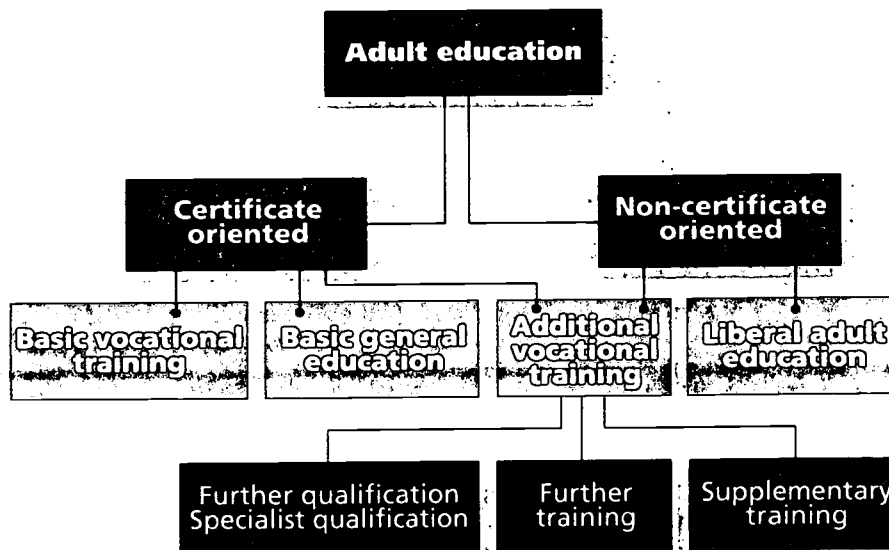 Adult education
Certificate
oriented
Non-certificate
oriented
Basic vocational
training
Basic general
education
Additional
vocational
training
Liberal adult
education
Further qualification
Specialist qualification
Further
training
Supplementary
training